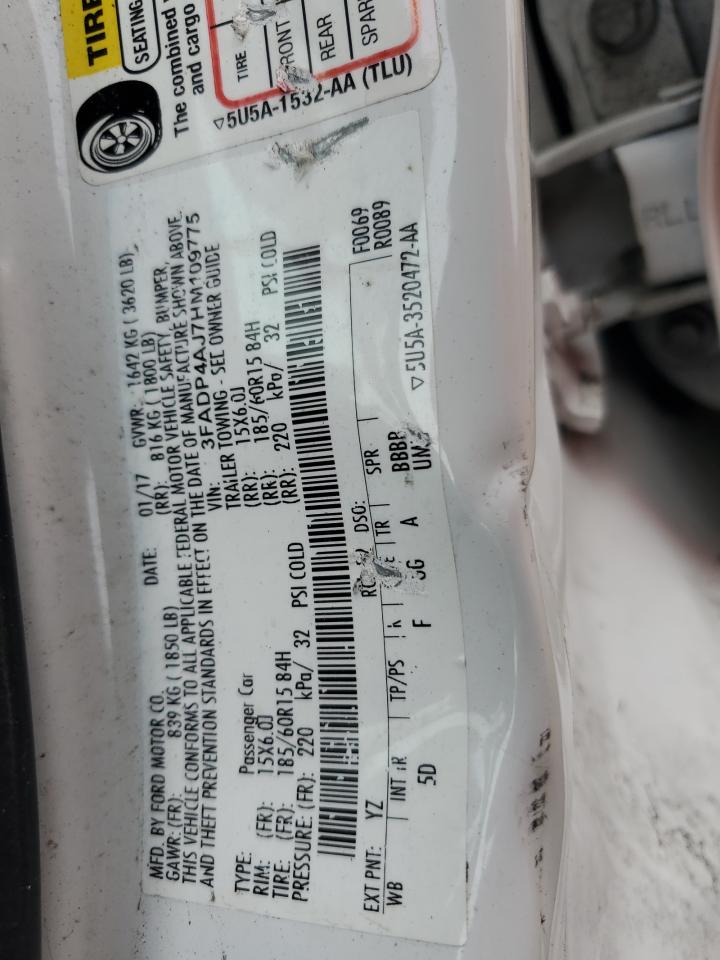 TIRE
SEATING
The combined
and cargo
TIRE
FRONT
REAR
SPARE
▽5U5A-1532-AA (TLU)
MFD. BY FORD MOTOR CO.
DATE: 01/17 GVWR: 1642 KG ( 3620 LB)
GAWR: (FR): 839 KG ( 1850 LB) (RR): 816 KG ( 1800 LB)
THIS VEHICLE CONFORMS TO ALL APPLICABLE FEDERAL MOTOR VEHICLE SAFETY, BUMPER,
AND THEFT PREVENTION STANDARDS IN EFFECT ON THE DATE OF MANUFACTURE SHOWN ABOVE.
VIN: 3FADP4AJ7HM109775
TYPE: Passenger Car TRAILER TOWING - SEE OWNER GUIDE
RIM: (FR): 15X6.0J (RR): 15X6.0J
TIRE: (FR): 185/60R15 84H (RR): 185/60R15 84H
PRESSURE: (FR): 220 kPa/ 32 PSI COLD (RR): 220 kPa/ 32 PSI COLD
EXT PNT: YZ DSO: F0069
WB INT TR TP/PS TR SPR R0089
5D F A BBBP
▽5U5A-3520472-AA